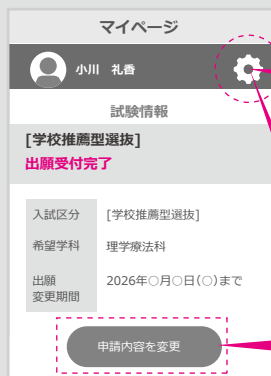 マイページ
小川 礼香
試験情報
[学校推薦型選抜]
出願受付完了
入試区分 [学校推薦型選抜]
希望学科 理学療法科
出願
変更期間 2026年○月○日(○)まで
申請内容を変更